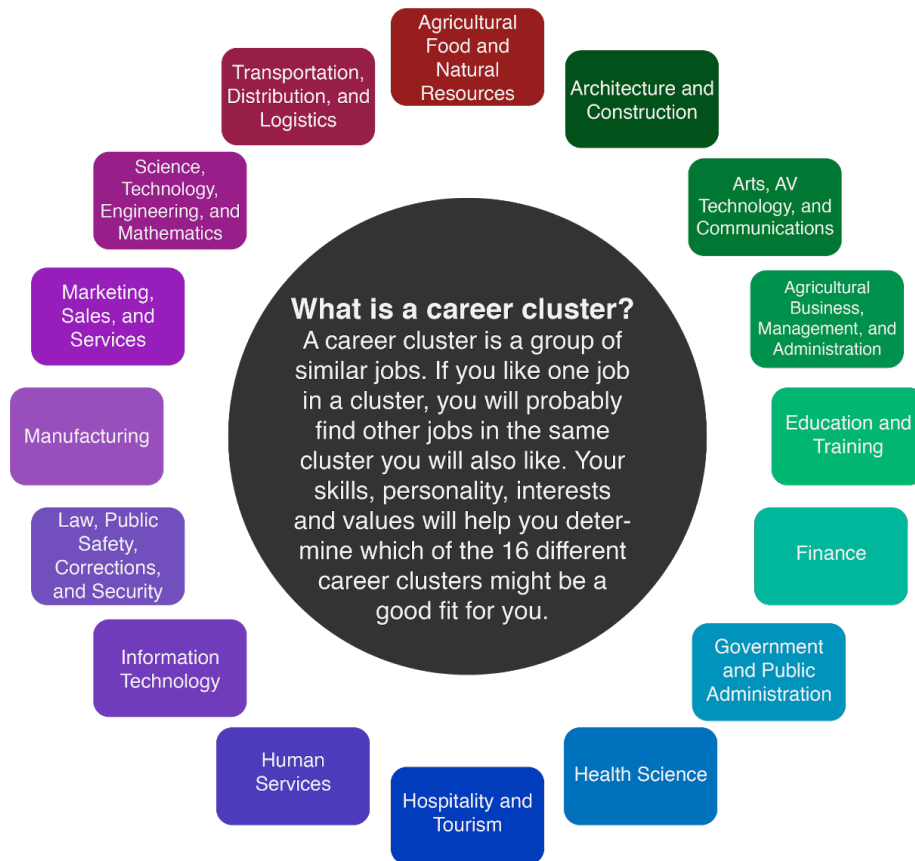 Agricultural
Food and
Natural
Resources
Architecture and
Construction
Arts, AV
Technology, and
Communications
Agricultural
Business,
Management, and
Administration
Education and
Training
Finance
Government
and Public
Administration
Health Science
Hospitality and
Tourism
Human
Services
Information
Technology
Law, Public
Safety,
Corrections,
and Security
Manufacturing
Marketing,
Sales, and
Services
Science,
Technology,
Engineering, and
Mathematics
Transportation,
Distribution, and
Logistics
What is a career cluster?
A career cluster is a group of
similar jobs. If you like one job
in a cluster, you will probably
find other jobs in the same
cluster you will also like. Your
skills, personality, interests
and values will help you deter-
mine which of the 16 different
career clusters might be a
good fit for you.